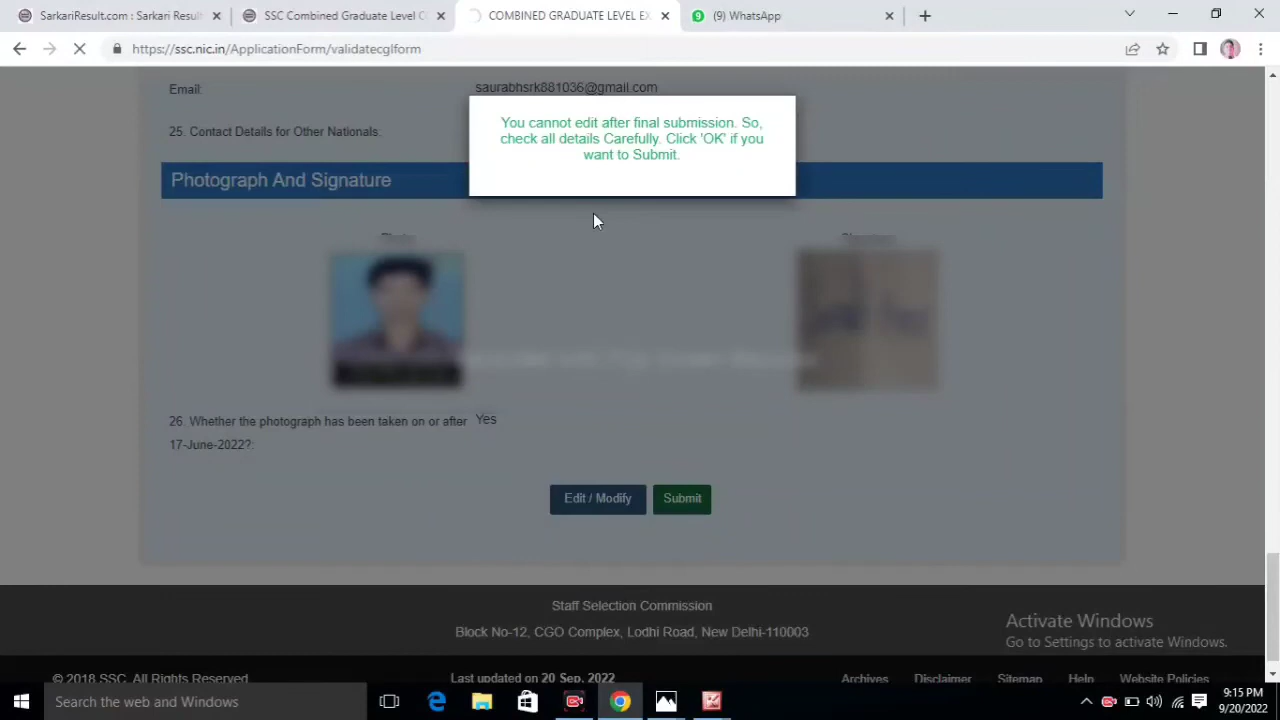 SarkariResult.com : Sarkari Result
SSC Combined Graduate Level C
COMBINED GRADUATE LEVEL EX
9 (9) WhatsApp
https://ssc.nic.in/ApplicationForm/validatecglform
Email: saurabhsrk881036@gmail.com
You cannot edit after final submission. So,
check all details Carefully. Click 'OK' if you
want to Submit.
25. Contact Details for Other Nationals:
Photograph And Signature
26. Whether the photograph has been taken on or after Yes
17-June-2022?:
Edit / Modify Submit
Staff Selection Commission
Block No-12, CGO Complex, Lodhi Road, New Delhi-110003
Activate Windows
Go to Settings to activate Windows.
© 2018 SSC. All Rights Reserved
Last updated on 20 Sep, 2022
Archives Disclaimer Sitemap Help Website Policies
Search the web and Windows
9:15 PM
9/20/2022